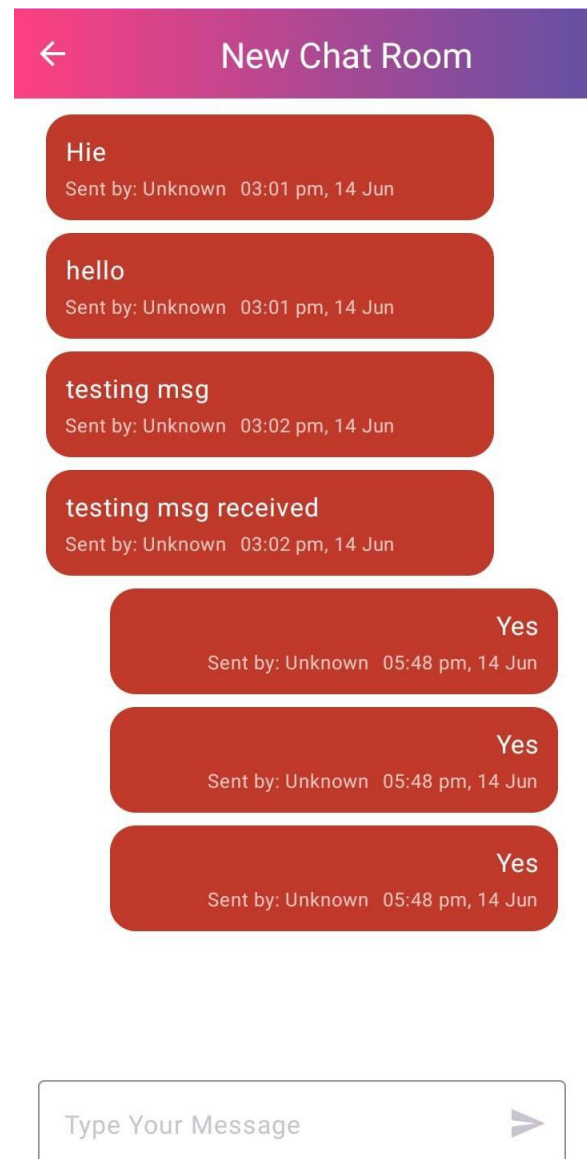 New Chat Room
Hie
Sent by: Unknown 03:01 pm, 14 Jun
hello
Sent by: Unknown 03:01 pm, 14 Jun
testing msg
Sent by: Unknown 03:02 pm, 14 Jun
testing msg received
Sent by: Unknown 03:02 pm, 14 Jun
Yes
Sent by: Unknown 05:48 pm, 14 Jun
Yes
Sent by: Unknown 05:48 pm, 14 Jun
Yes
Sent by: Unknown 05:48 pm, 14 Jun
Type Your Message